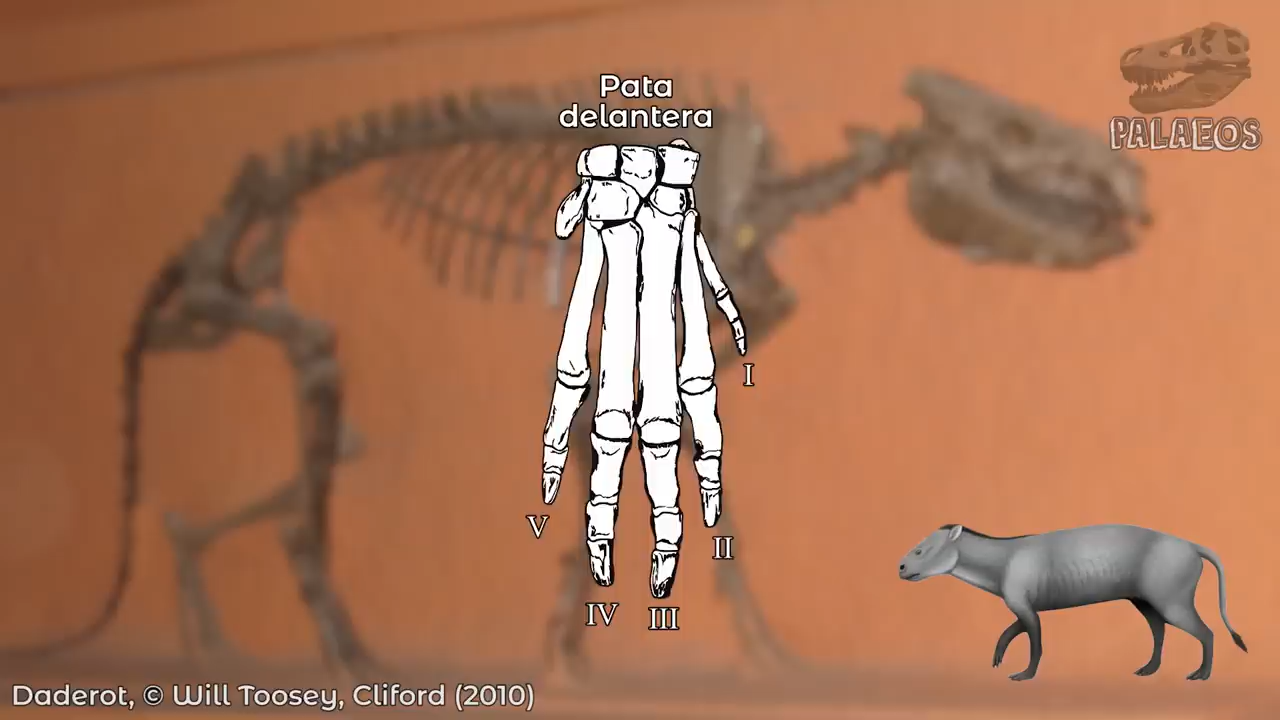 Pata
delantera
PALAEOS
I
V
II
IV
III
Daderot, © Will Toosey, Cliford (2010)